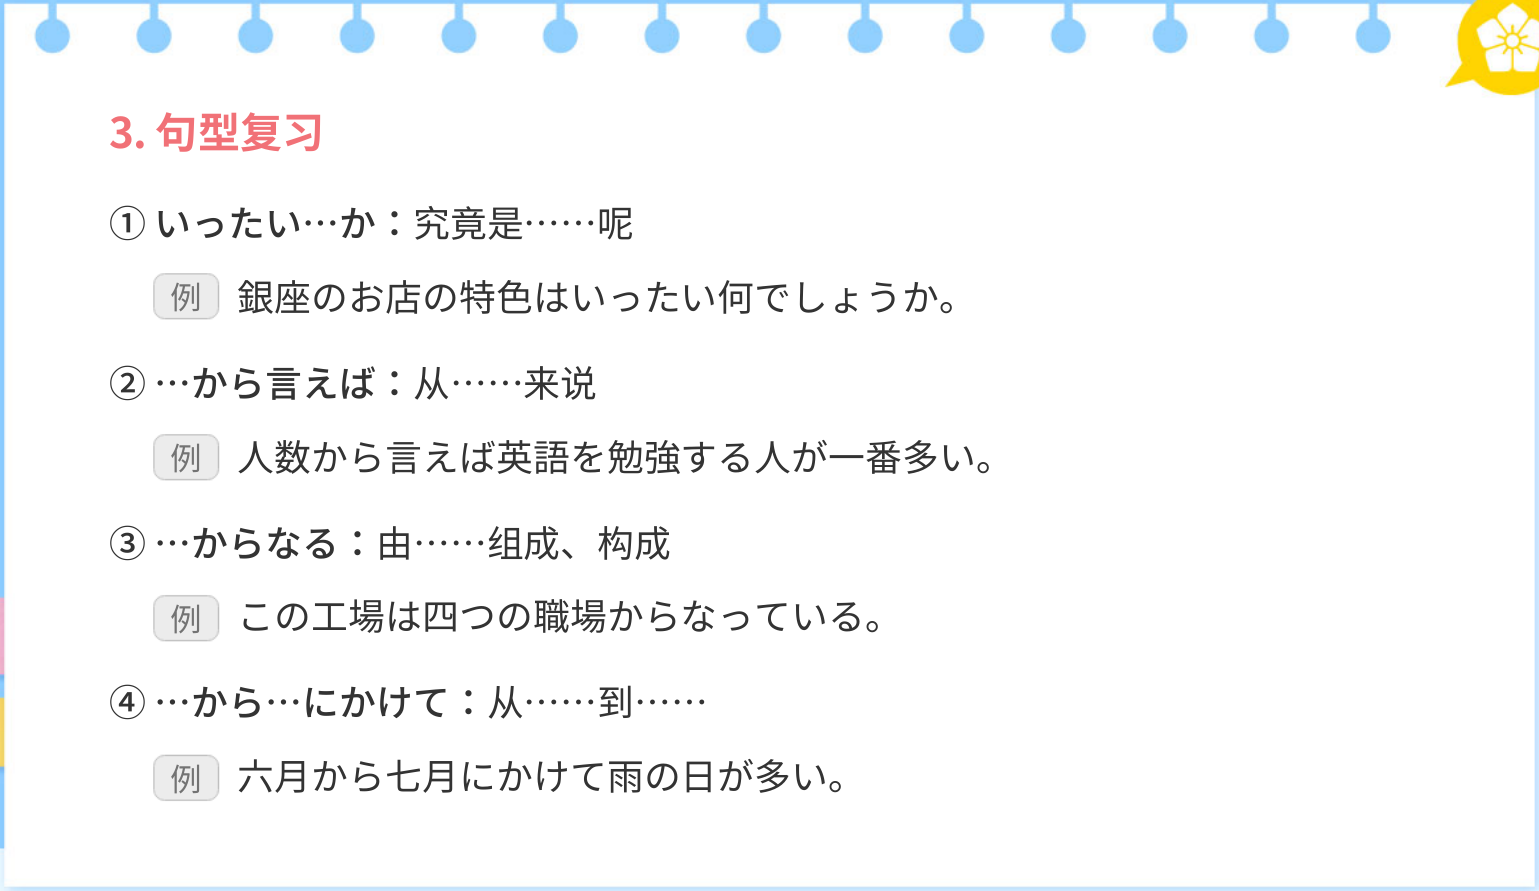 3. 句型复习
① いったい…か：究竟是……呢
例 銀座のお店の特色はいったい何でしょうか。
② …から言えば：从……来说
例 人数から言えば英語を勉強する人が一番多い。
③ …からなる：由……组成、构成
例 この工場は四つの職場からなっている。
④ …から…にかけて：从……到……
例 六月から七月にかけて雨の日が多い。